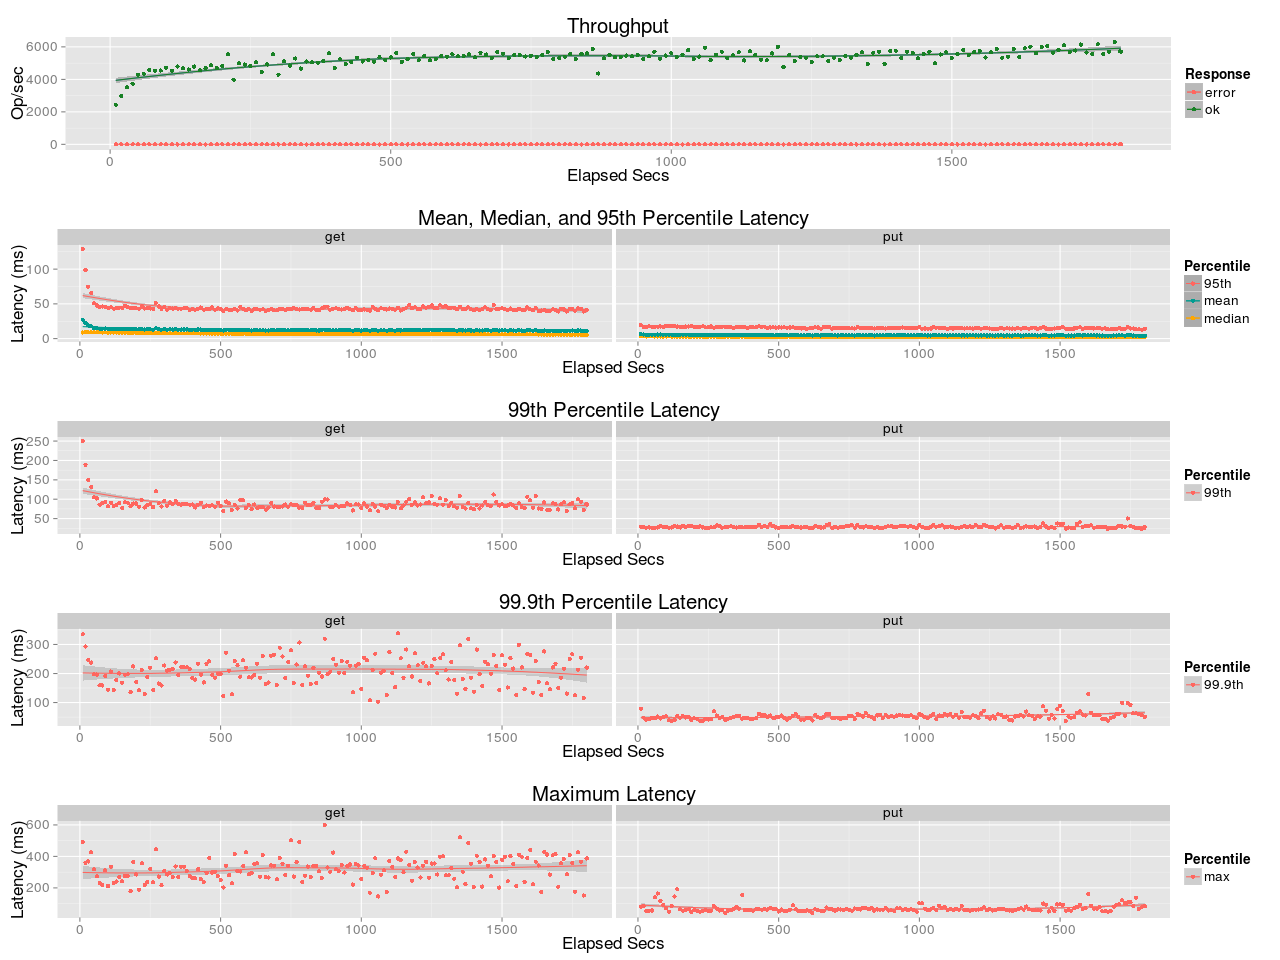 Throughput
Op/sec
6000
4000
2000
0
0 500 1000 1500
Elapsed Secs
Response
error
ok
Mean, Median, and 95th Percentile Latency
get put
Latency (ms)
100
50
0
0 500 1000 1500 0 500 1000 1500
Elapsed Secs
Percentile
95th
mean
median
99th Percentile Latency
get put
Latency (ms)
250
200
150
100
50
0 500 1000 1500 0 500 1000 1500
Elapsed Secs
Percentile
99th
99.9th Percentile Latency
get put
Latency (ms)
300
200
100
0 500 1000 1500 0 500 1000 1500
Elapsed Secs
Percentile
99.9th
Maximum Latency
get put
Latency (ms)
600
400
200
0 500 1000 1500 0 500 1000 1500
Elapsed Secs
Percentile
max